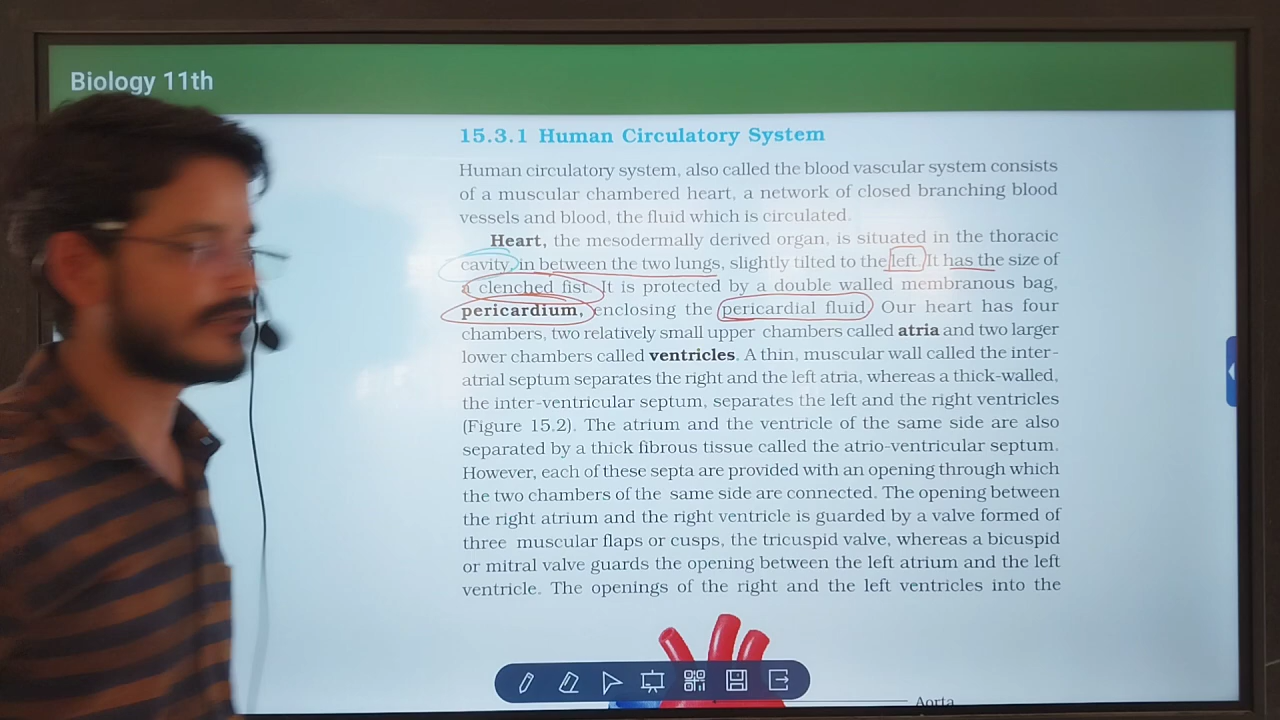 Biology 11th
15.3.1 Human Circulatory System
Human circulatory system, also called the blood vascular system consists
of a muscular chambered heart, a network of closed branching blood
vessels and blood, the fluid which is circulated.
Heart, the mesodermally derived organ, is situated in the thoracic
cavity, in between the two lungs, slightly tilted to the left. It has the size of
a clenched fist. It is protected by a double walled membranous bag,
pericardium, enclosing the pericardial fluid. Our heart has four
chambers, two relatively small upper chambers called atria and two larger
lower chambers called ventricles. A thin, muscular wall called the inter-
atrial septum separates the right and the left atria, whereas a thick-walled,
the inter-ventricular septum, separates the left and the right ventricles
(Figure 15.2). The atrium and the ventricle of the same side are also
separated by a thick fibrous tissue called the atrio-ventricular septum.
However, each of these septa are provided with an opening through which
the two chambers of the same side are connected. The opening between
the right atrium and the right ventricle is guarded by a valve formed of
three muscular flaps or cusps, the tricuspid valve, whereas a bicuspid
or mitral valve guards the opening between the left atrium and the left
ventricle. The openings of the right and the left ventricles into the
Aorta